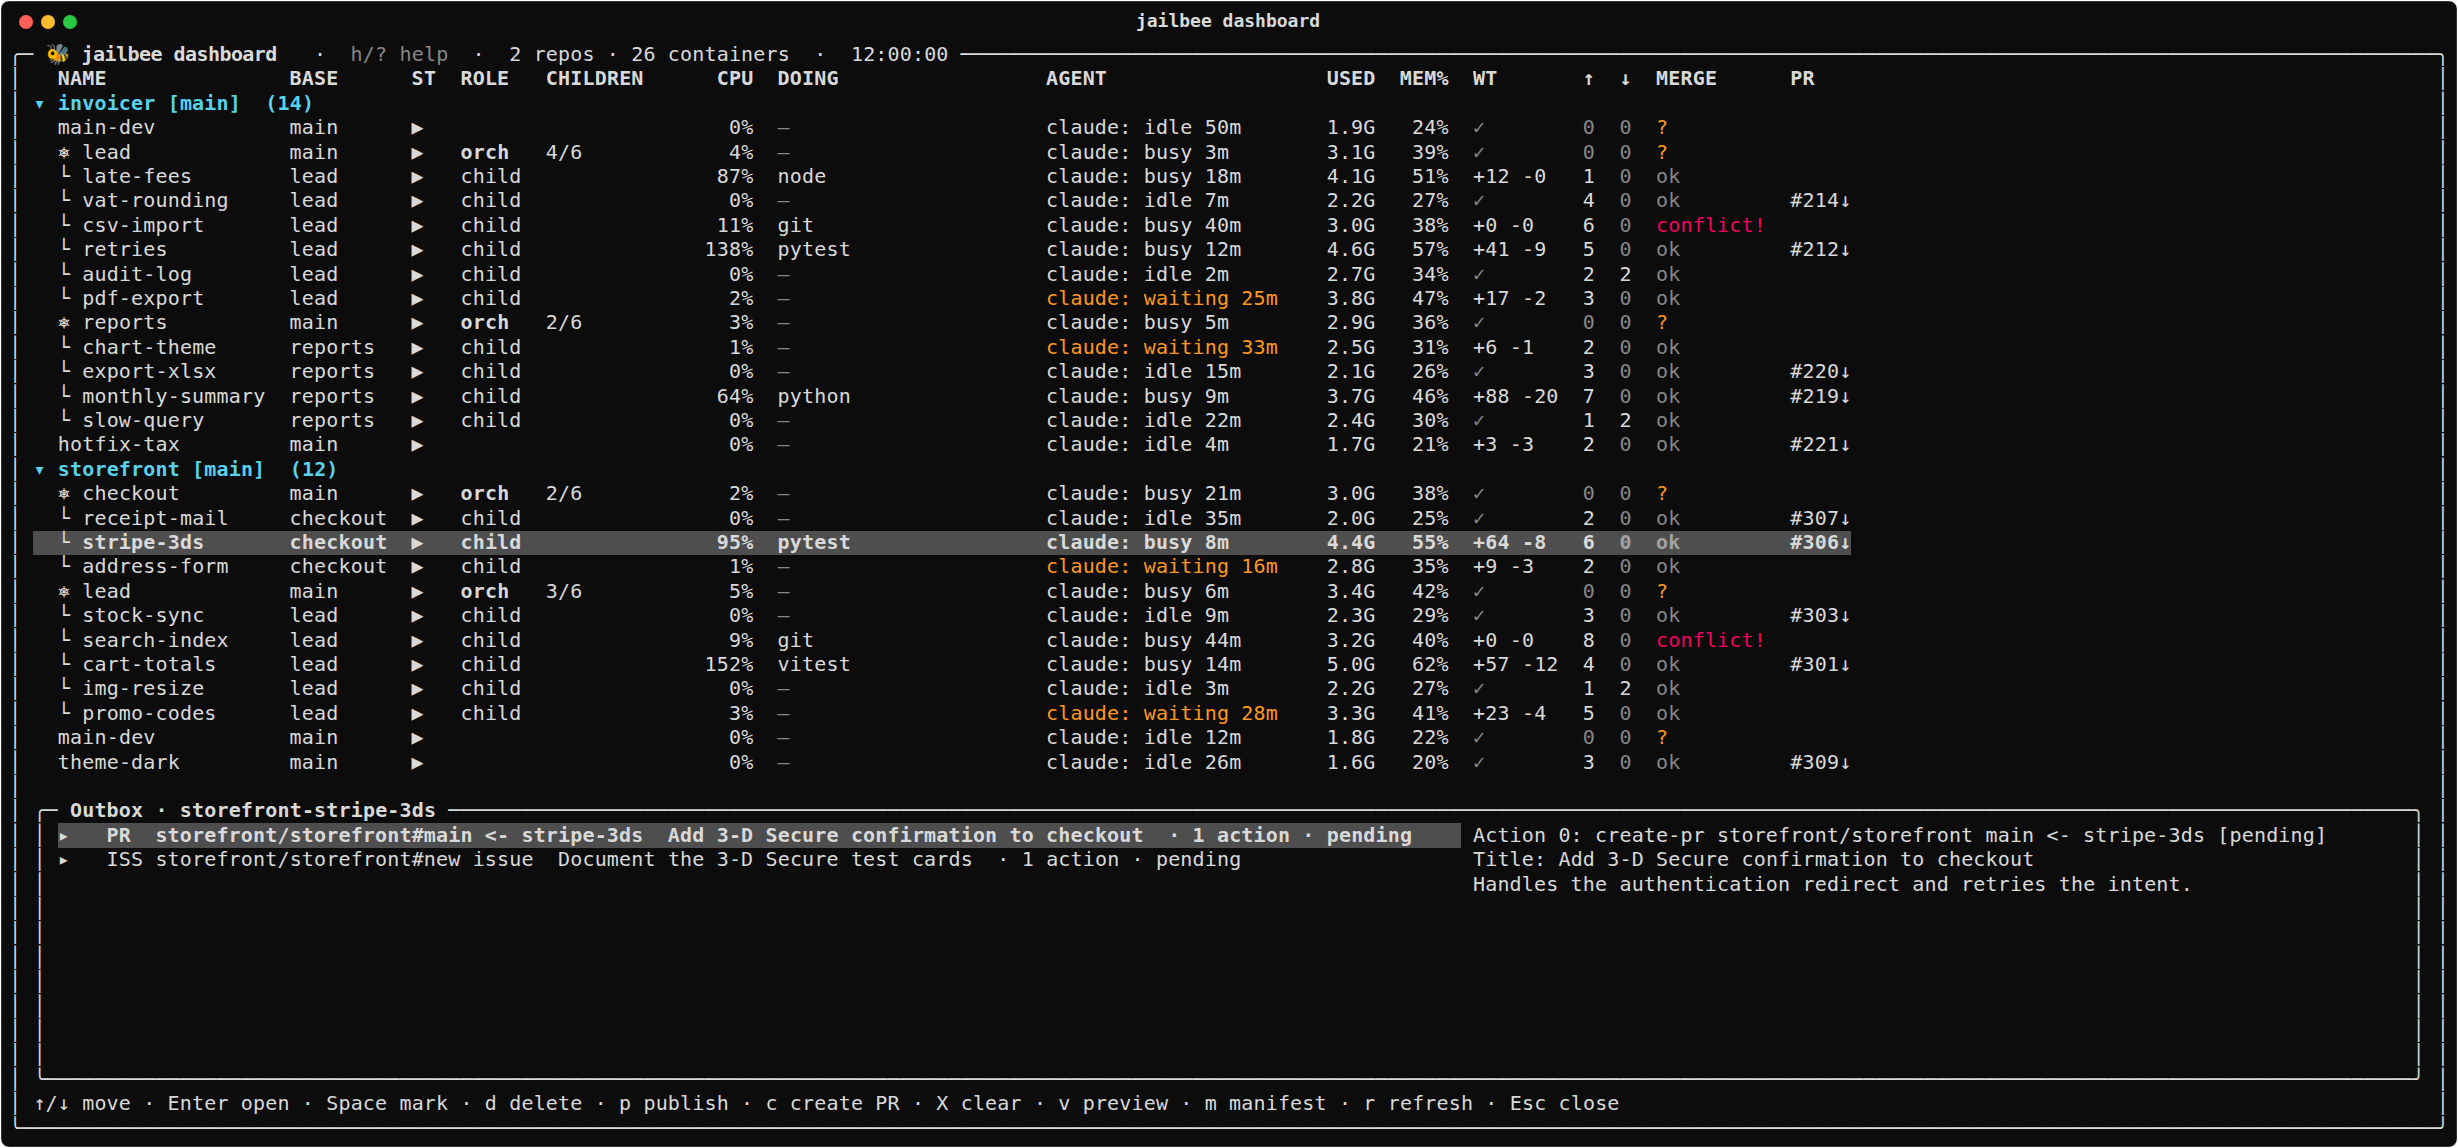 jailbee dashboard
🐝 jailbee dashboard · h/? help · 2 repos · 26 containers · 12:00:00
NAME BASE ST ROLE CHILDREN CPU DOING AGENT USED MEM% WT ↑ ↓ MERGE PR
▾ invoicer [main] (14)
main-dev main ▶ 0% — claude: idle 50m 1.9G 24% ✓ 0 0 ?
⎈ lead main ▶ orch 4/6 4% — claude: busy 3m 3.1G 39% ✓ 0 0 ?
└ late-fees lead ▶ child 87% node claude: busy 18m 4.1G 51% +12 -0 1 0 ok
└ vat-rounding lead ▶ child 0% — claude: idle 7m 2.2G 27% ✓ 4 0 ok #214↓
└ csv-import lead ▶ child 11% git claude: busy 40m 3.0G 38% +0 -0 6 0 conflict!
└ retries lead ▶ child 138% pytest claude: busy 12m 4.6G 57% +41 -9 5 0 ok #212↓
└ audit-log lead ▶ child 0% — claude: idle 2m 2.7G 34% ✓ 2 2 ok
└ pdf-export lead ▶ child 2% — claude: waiting 25m 3.8G 47% +17 -2 3 0 ok
⎈ reports main ▶ orch 2/6 3% — claude: busy 5m 2.9G 36% ✓ 0 0 ?
└ chart-theme reports ▶ child 1% — claude: waiting 33m 2.5G 31% +6 -1 2 0 ok
└ export-xlsx reports ▶ child 0% — claude: idle 15m 2.1G 26% ✓ 3 0 ok #220↓
└ monthly-summary reports ▶ child 64% python claude: busy 9m 3.7G 46% +88 -20 7 0 ok #219↓
└ slow-query reports ▶ child 0% — claude: idle 22m 2.4G 30% ✓ 1 2 ok
hotfix-tax main ▶ 0% — claude: idle 4m 1.7G 21% +3 -3 2 0 ok #221↓
▾ storefront [main] (12)
⎈ checkout main ▶ orch 2/6 2% — claude: busy 21m 3.0G 38% ✓ 0 0 ?
└ receipt-mail checkout ▶ child 0% — claude: idle 35m 2.0G 25% ✓ 2 0 ok #307↓
└ stripe-3ds checkout ▶ child 95% pytest claude: busy 8m 4.4G 55% +64 -8 6 0 ok #306↓
└ address-form checkout ▶ child 1% — claude: waiting 16m 2.8G 35% +9 -3 2 0 ok
⎈ lead main ▶ orch 3/6 5% — claude: busy 6m 3.4G 42% ✓ 0 0 ?
└ stock-sync lead ▶ child 0% — claude: idle 9m 2.3G 29% ✓ 3 0 ok #303↓
└ search-index lead ▶ child 9% git claude: busy 44m 3.2G 40% +0 -0 8 0 conflict!
└ cart-totals lead ▶ child 152% vitest claude: busy 14m 5.0G 62% +57 -12 4 0 ok #301↓
└ img-resize lead ▶ child 0% — claude: idle 3m 2.2G 27% ✓ 1 2 ok
└ promo-codes lead ▶ child 3% — claude: waiting 28m 3.3G 41% +23 -4 5 0 ok
main-dev main ▶ 0% — claude: idle 12m 1.8G 22% ✓ 0 0 ?
theme-dark main ▶ 0% — claude: idle 26m 1.6G 20% ✓ 3 0 ok #309↓
Outbox · storefront-stripe-3ds
▸ PR storefront/storefront#main <- stripe-3ds Add 3-D Secure confirmation to checkout · 1 action · pending
▸ ISS storefront/storefront#new issue Document the 3-D Secure test cards · 1 action · pending
Action 0: create-pr storefront/storefront main <- stripe-3ds [pending]
Title: Add 3-D Secure confirmation to checkout
Handles the authentication redirect and retries the intent.
↑/↓ move · Enter open · Space mark · d delete · p publish · c create PR · X clear · v preview · m manifest · r refresh · Esc close